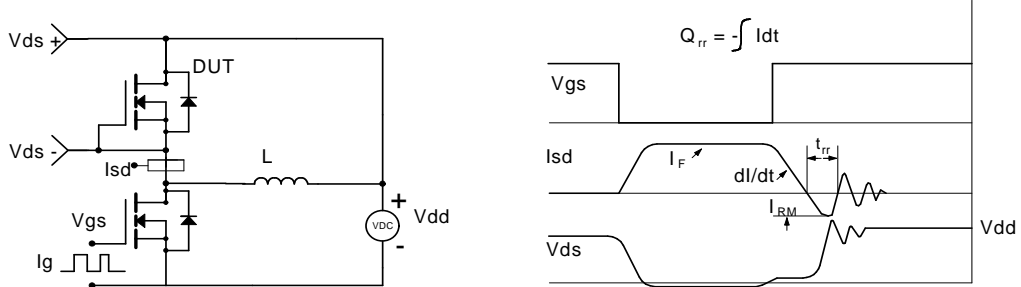 Vds +
DUT
Vds -
Isd
L
Vgs
+
VDC
Vdd
-
Ig
Q rr = -∫ Idt
Vgs
Isd
I F
dI/dt
t rr
I RM
Vdd
Vds